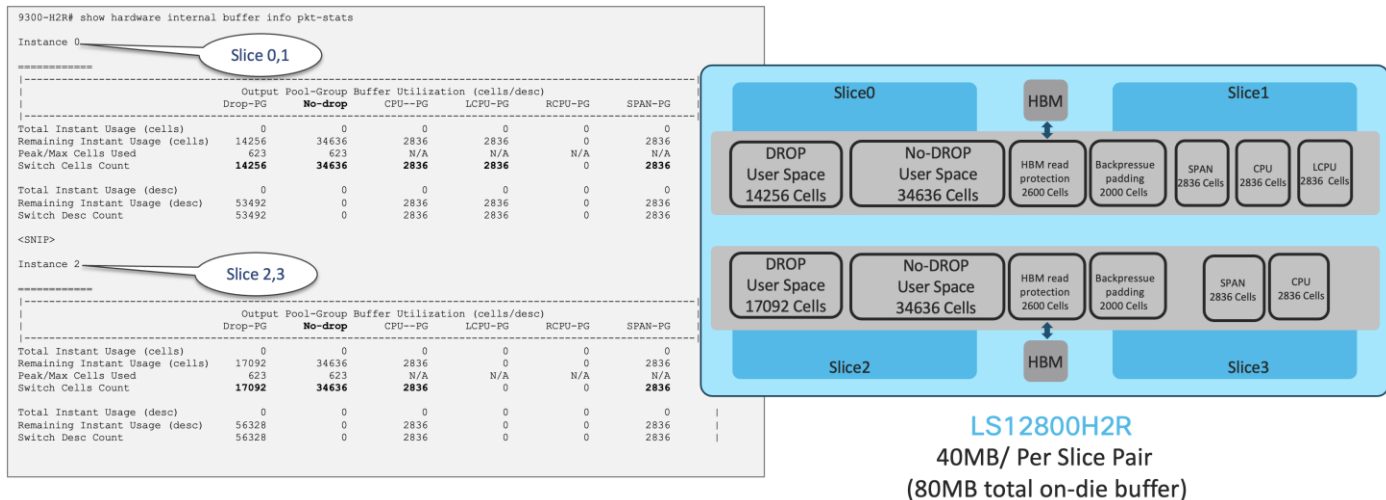 9300-H2R# show hardware internal buffer info pkt-stats
Instance 0
Slice 0,1
============
|------------------------------------------------------------------------------------------|
| Output Pool-Group Buffer Utilization (cells/desc) |
| Drop-PG No-drop CPU--PG LCPU-PG RCPU-PG SPAN-PG
|------------------------------------------------------------------------------------------|
Total Instant Usage (cells) 0 0 0 0 0 0
Remaining Instant Usage (cells) 14256 34636 2836 2836 0 2836
Peak/Max Cells Used 623 623 N/A N/A N/A N/A
Switch Cells Count 14256 34636 2836 2836 0 2836
Total Instant Usage (desc) 0 0 0 0 0 0
Remaining Instant Usage (desc) 53492 0 2836 2836 0 2836
Switch Desc Count 53492 0 2836 2836 0 2836
<SNIP>
Instance 2
Slice 2,3
============
|------------------------------------------------------------------------------------------|
| Output Pool-Group Buffer Utilization (cells/desc) |
| Drop-PG No-drop CPU--PG LCPU-PG RCPU-PG SPAN-PG
|------------------------------------------------------------------------------------------|
Total Instant Usage (cells) 0 0 0 0 0 0
Remaining Instant Usage (cells) 17092 34636 2836 0 0 2836
Peak/Max Cells Used 623 623 N/A N/A N/A N/A
Switch Cells Count 17092 34636 2836 0 0 2836
Total Instant Usage (desc) 0 0 0 0 0 0 |
Remaining Instant Usage (desc) 56328 0 2836 0 0 2836 |
Switch Desc Count 56328 0 2836 0 0 2836 |
Slice0
HBM
Slice1
DROP
User Space
14256 Cells
No-DROP
User Space
34636 Cells
HBM read
protection
2600 Cells
Backpressue
padding
2000 Cells
SPAN
2836 Cells
CPU
2836 Cells
LCPU
2836 Cells
DROP
User Space
17092 Cells
No-DROP
User Space
34636 Cells
HBM read
protection
2600 Cells
Backpressue
padding
2000 Cells
SPAN
2836 Cells
CPU
2836 Cells
Slice2
HBM
Slice3
LS12800H2R
40MB/ Per Slice Pair
(80MB total on-die buffer)